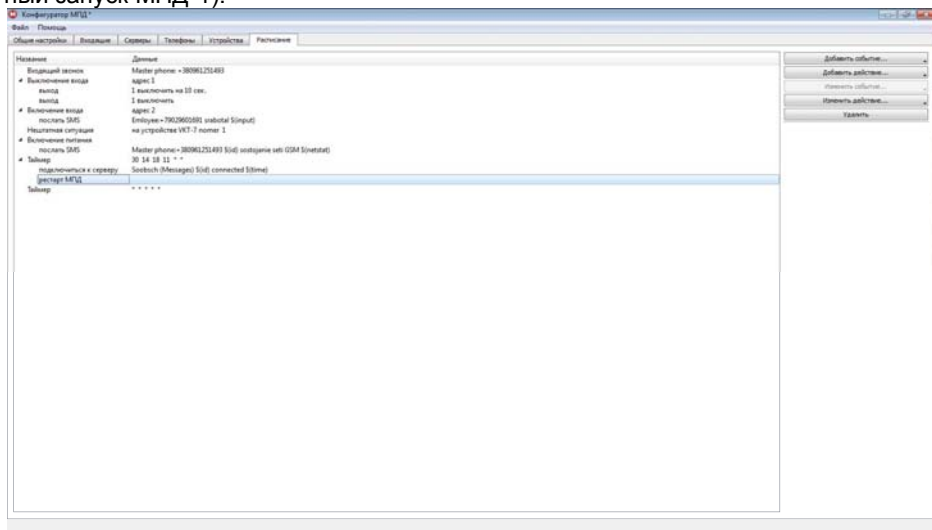 ный запуск МПД-1).
Конфигуратор МПД *
Файл Помощь
Общие настройки Входящие Серверы Телефоны Устройства Расписание
Название Данные
Входящий звонок Master phone: +380961251493
Выключение входа адрес 1
выход 1 выключить на 10 сек.
выход 1 выключить
Включение входа адрес 2
послать SMS Emloyee:+79029601691 srabotal $(input)
Нештатная ситуация на устройстве VKT-7 nomer 1
Включение питания
послать SMS Master phone:+380961251493 $(id) sostojanie seti GSM $(netstat)
Таймер 30 14 18 11 * *
подключиться к серверу Soobsch (Messages) $(id) connected $(time)
рестарт МПД
Таймер * * * * *
Добавить событие...
Добавить действие...
Изменить событие...
Изменить действие...
Удалить